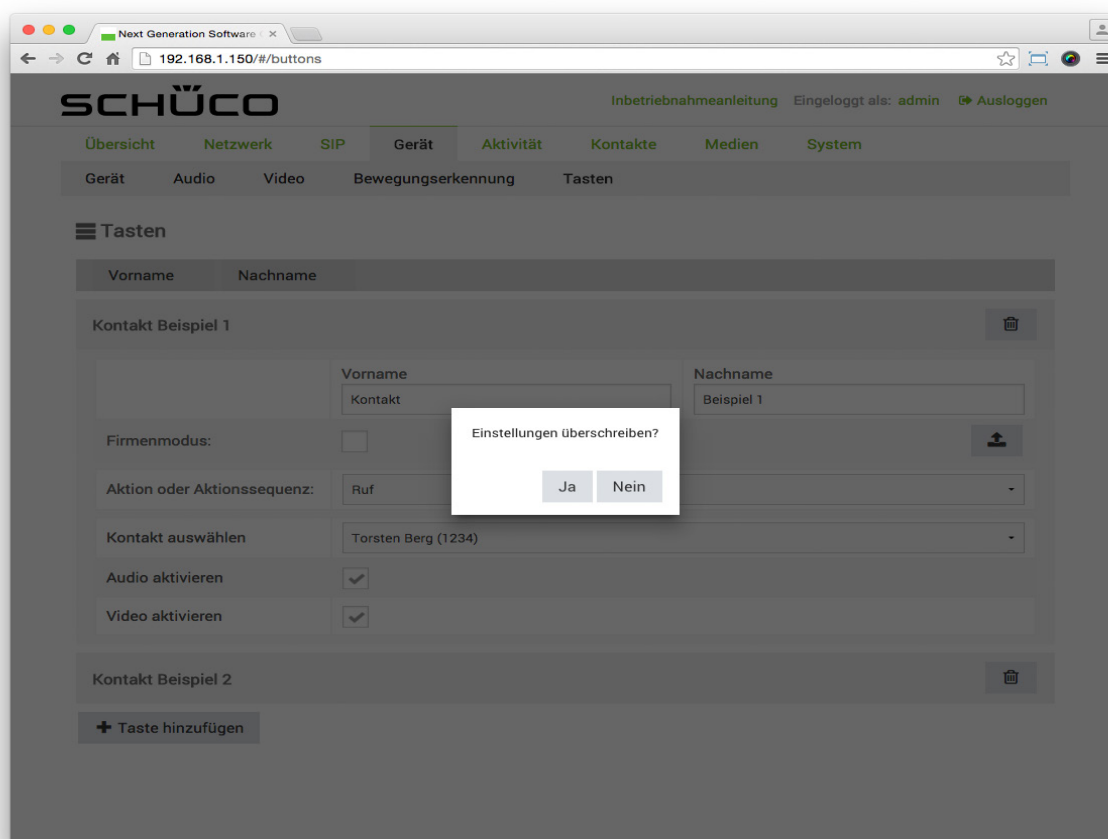 Next Generation Software
192.168.1.150/#/buttons
SCHÜCO
Inbetriebnahmeanleitung Eingeloggt als: admin Ausloggen
Übersicht Netzwerk SIP Gerät Aktivität Kontakte Medien System
Gerät Audio Video Bewegungserkennung Tasten
Tasten
Vorname Nachname
Kontakt Beispiel 1
Vorname Nachname
Kontakt Beispiel 1
Firmenmodus:
Einstellungen überschreiben?
Ja Nein
Aktion oder Aktionssequenz: Ruf
Kontakt auswählen Torsten Berg (1234)
Audio aktivieren
Video aktivieren
Kontakt Beispiel 2
+ Taste hinzufügen